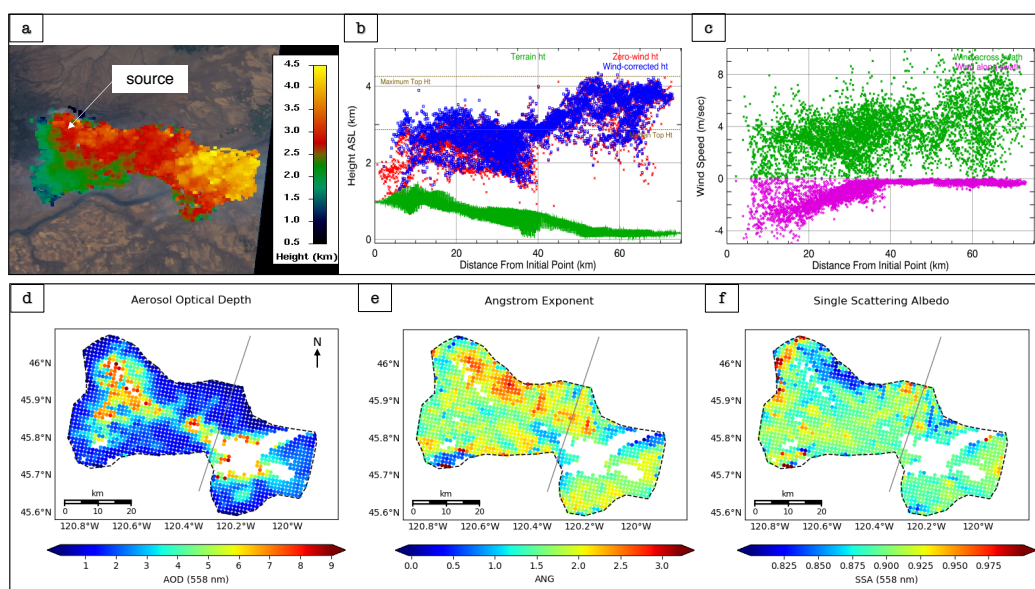 a
source
4.5
4.0
3.5
3.0
2.5
2.0
1.5
1.0
0.5
Height (km)
b
Terrain ht
Zero-wind ht
Wind-corrected ht
Maximum Top Ht
Top Ht
Height ASL (km)
4
2
0
0 20 40 60
Distance From Initial Point (km)
c
Wind across swath
Wind along swath
Wind Speed (m/sec)
8
4
0
-4
0 20 40 60
Distance From Initial Point (km)
d
Aerosol Optical Depth
N
46°N
45.9°N
45.8°N
45.7°N
45.6°N
km
0 10 20
120.8°W 120.6°W 120.4°W 120.2°W 120°W
1 2 3 4 5 6 7 8 9
AOD (558 nm)
e
Angstrom Exponent
46°N
45.9°N
45.8°N
45.7°N
45.6°N
km
0 10 20
120.8°W 120.6°W 120.4°W 120.2°W 120°W
0.0 0.5 1.0 1.5 2.0 2.5 3.0
ANG
f
Single Scattering Albedo
46°N
45.9°N
45.8°N
45.7°N
45.6°N
km
0 10 20
120.8°W 120.6°W 120.4°W 120.2°W 120°W
0.825 0.850 0.875 0.900 0.925 0.950 0.975
SSA (558 nm)